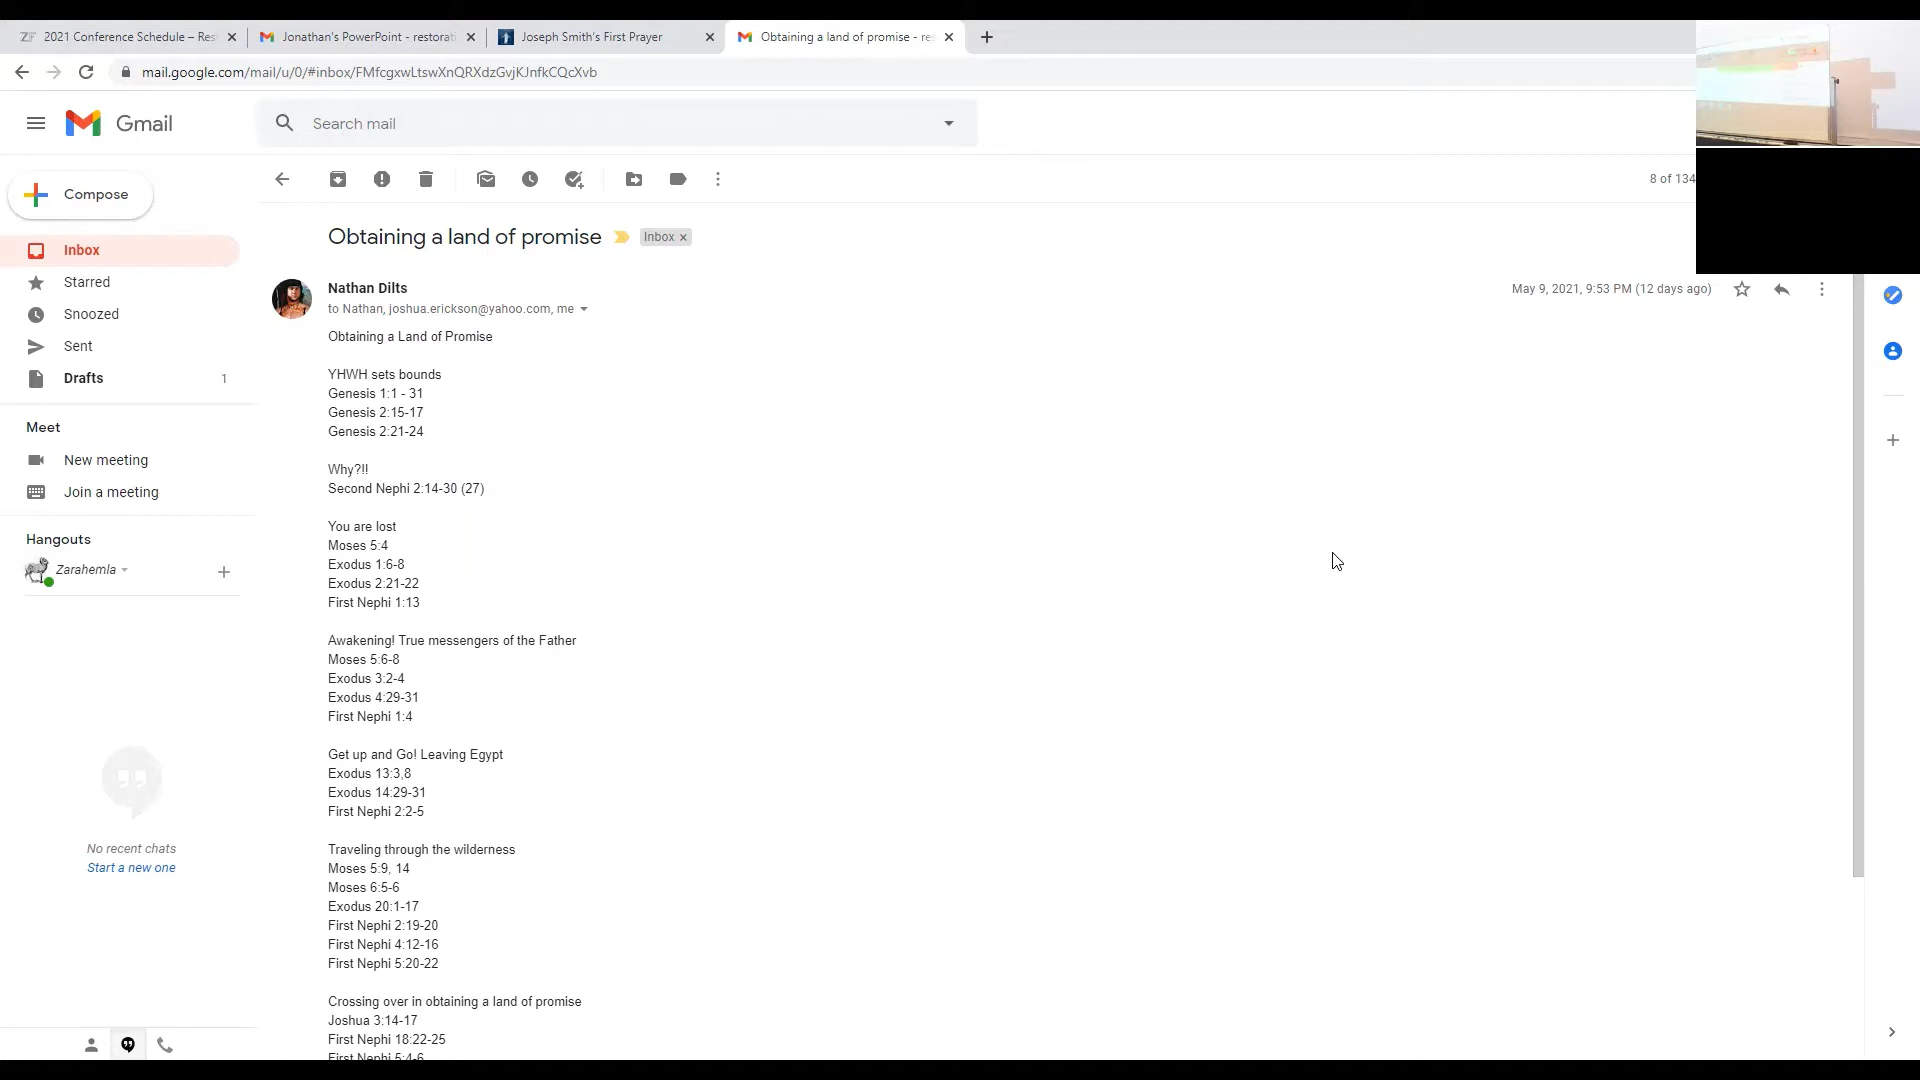 2021 Conference Schedule – Res
Jonathan's PowerPoint - restorati
Joseph Smith's First Prayer
Obtaining a land of promise - re
mail.google.com/mail/u/0/#inbox/FMfcgxwLtswXnQRXdzGvjKJnfkCQcXvb
Gmail
Search mail
Compose
8 of 134
Obtaining a land of promise
Inbox
Inbox
Starred
Snoozed
Sent
Drafts 1
Meet
New meeting
Join a meeting
Hangouts
Zarahemla
No recent chats
Start a new one
Nathan Dilts
May 9, 2021, 9:53 PM (12 days ago)
to Nathan, joshua.erickson@yahoo.com, me
Obtaining a Land of Promise
YHWH sets bounds
Genesis 1:1 - 31
Genesis 2:15-17
Genesis 2:21-24
Why?!!
Second Nephi 2:14-30 (27)
You are lost
Moses 5:4
Exodus 1:6-8
Exodus 2:21-22
First Nephi 1:13
Awakening! True messengers of the Father
Moses 5:6-8
Exodus 3:2-4
Exodus 4:29-31
First Nephi 1:4
Get up and Go! Leaving Egypt
Exodus 13:3,8
Exodus 14:29-31
First Nephi 2:2-5
Traveling through the wilderness
Moses 5:9, 14
Moses 6:5-6
Exodus 20:1-17
First Nephi 2:19-20
First Nephi 4:12-16
First Nephi 5:20-22
Crossing over in obtaining a land of promise
Joshua 3:14-17
First Nephi 18:22-25
First Nephi 5:4-6